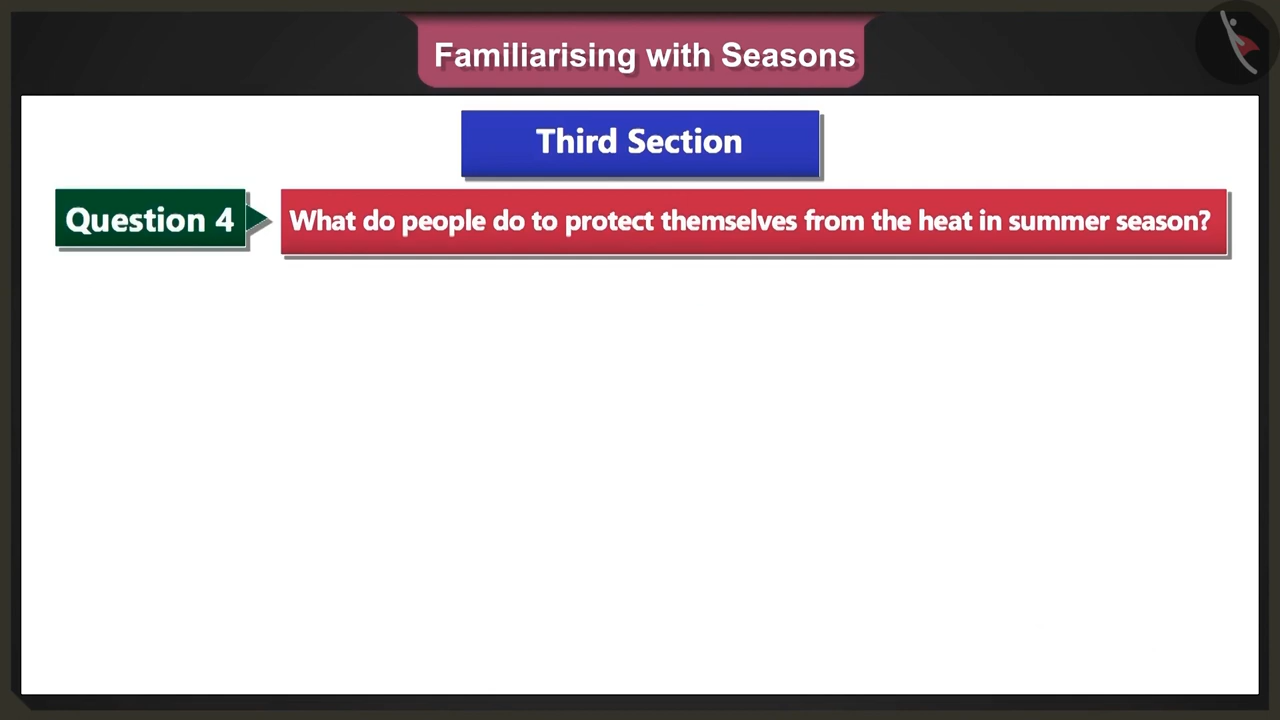 Familiarising with Seasons
Third Section
Question 4
What do people do to protect themselves from the heat in summer season?